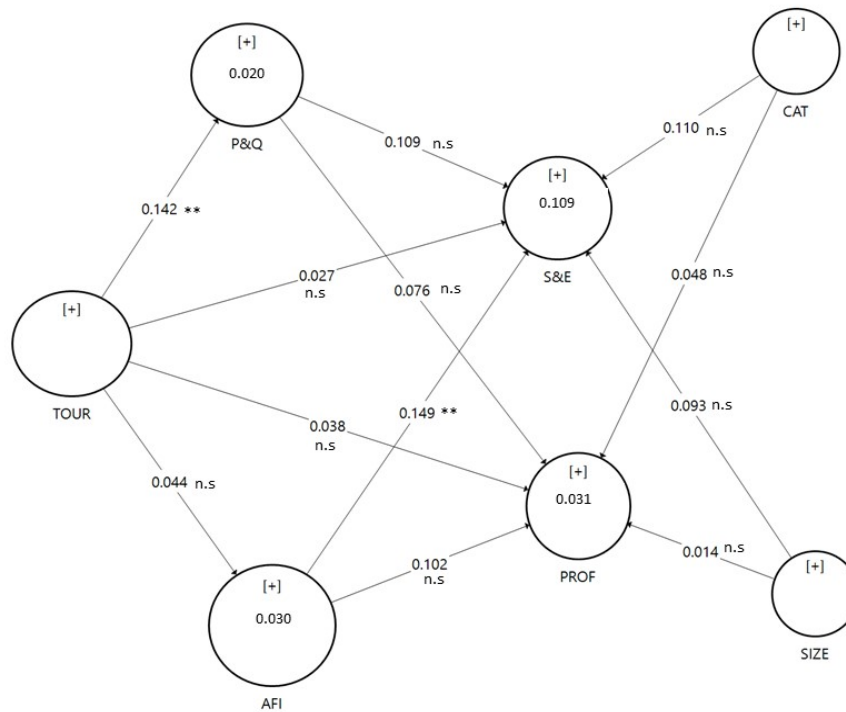 [+]
0.020
P&Q
[+]
CAT
0.109 n.s
0.110 n.s
[+]
0.109
S&E
0.142 **
0.027
n.s
0.076 n.s
0.048 n.s
[+]
TOUR
0.038
n.s
0.149 **
0.093 n.s
0.044 n.s
[+]
0.031
PROF
0.102
n.s
0.014 n.s
[+]
0.030
AFI
[+]
SIZE